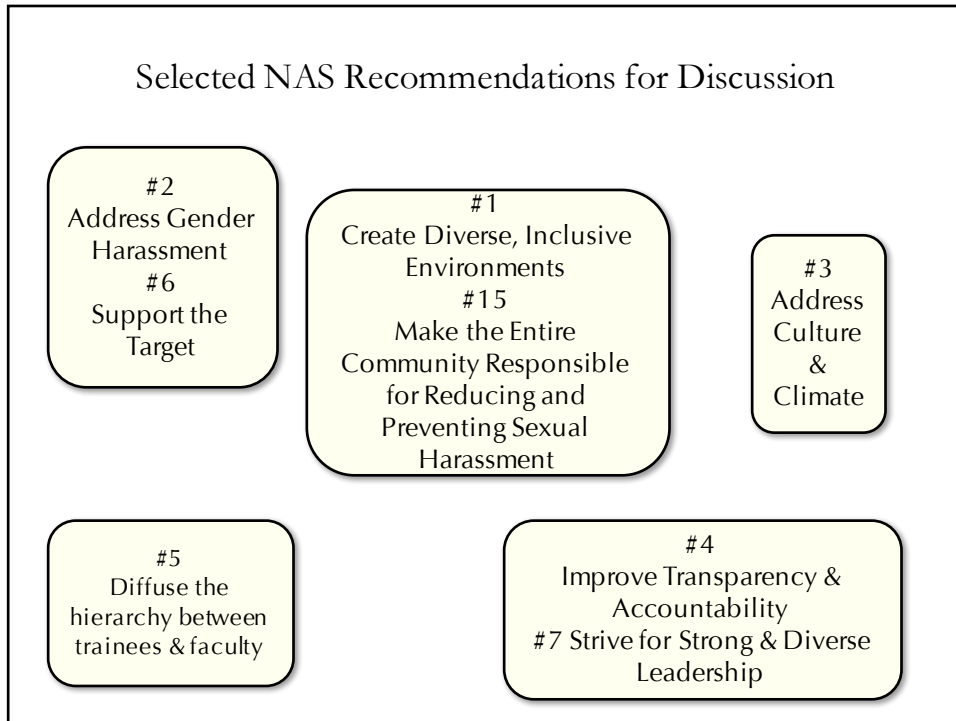 Selected NAS Recommendations for Discussion
#2
Address Gender
Harassment
#6
Support the
Target
#1
Create Diverse, Inclusive
Environments
#15
Make the Entire
Community Responsible
for Reducing and
Preventing Sexual
Harassment
#3
Address
Culture
&
Climate
#5
Diffuse the
hierarchy between
trainees & faculty
#4
Improve Transparency &
Accountability
#7 Strive for Strong & Diverse
Leadership